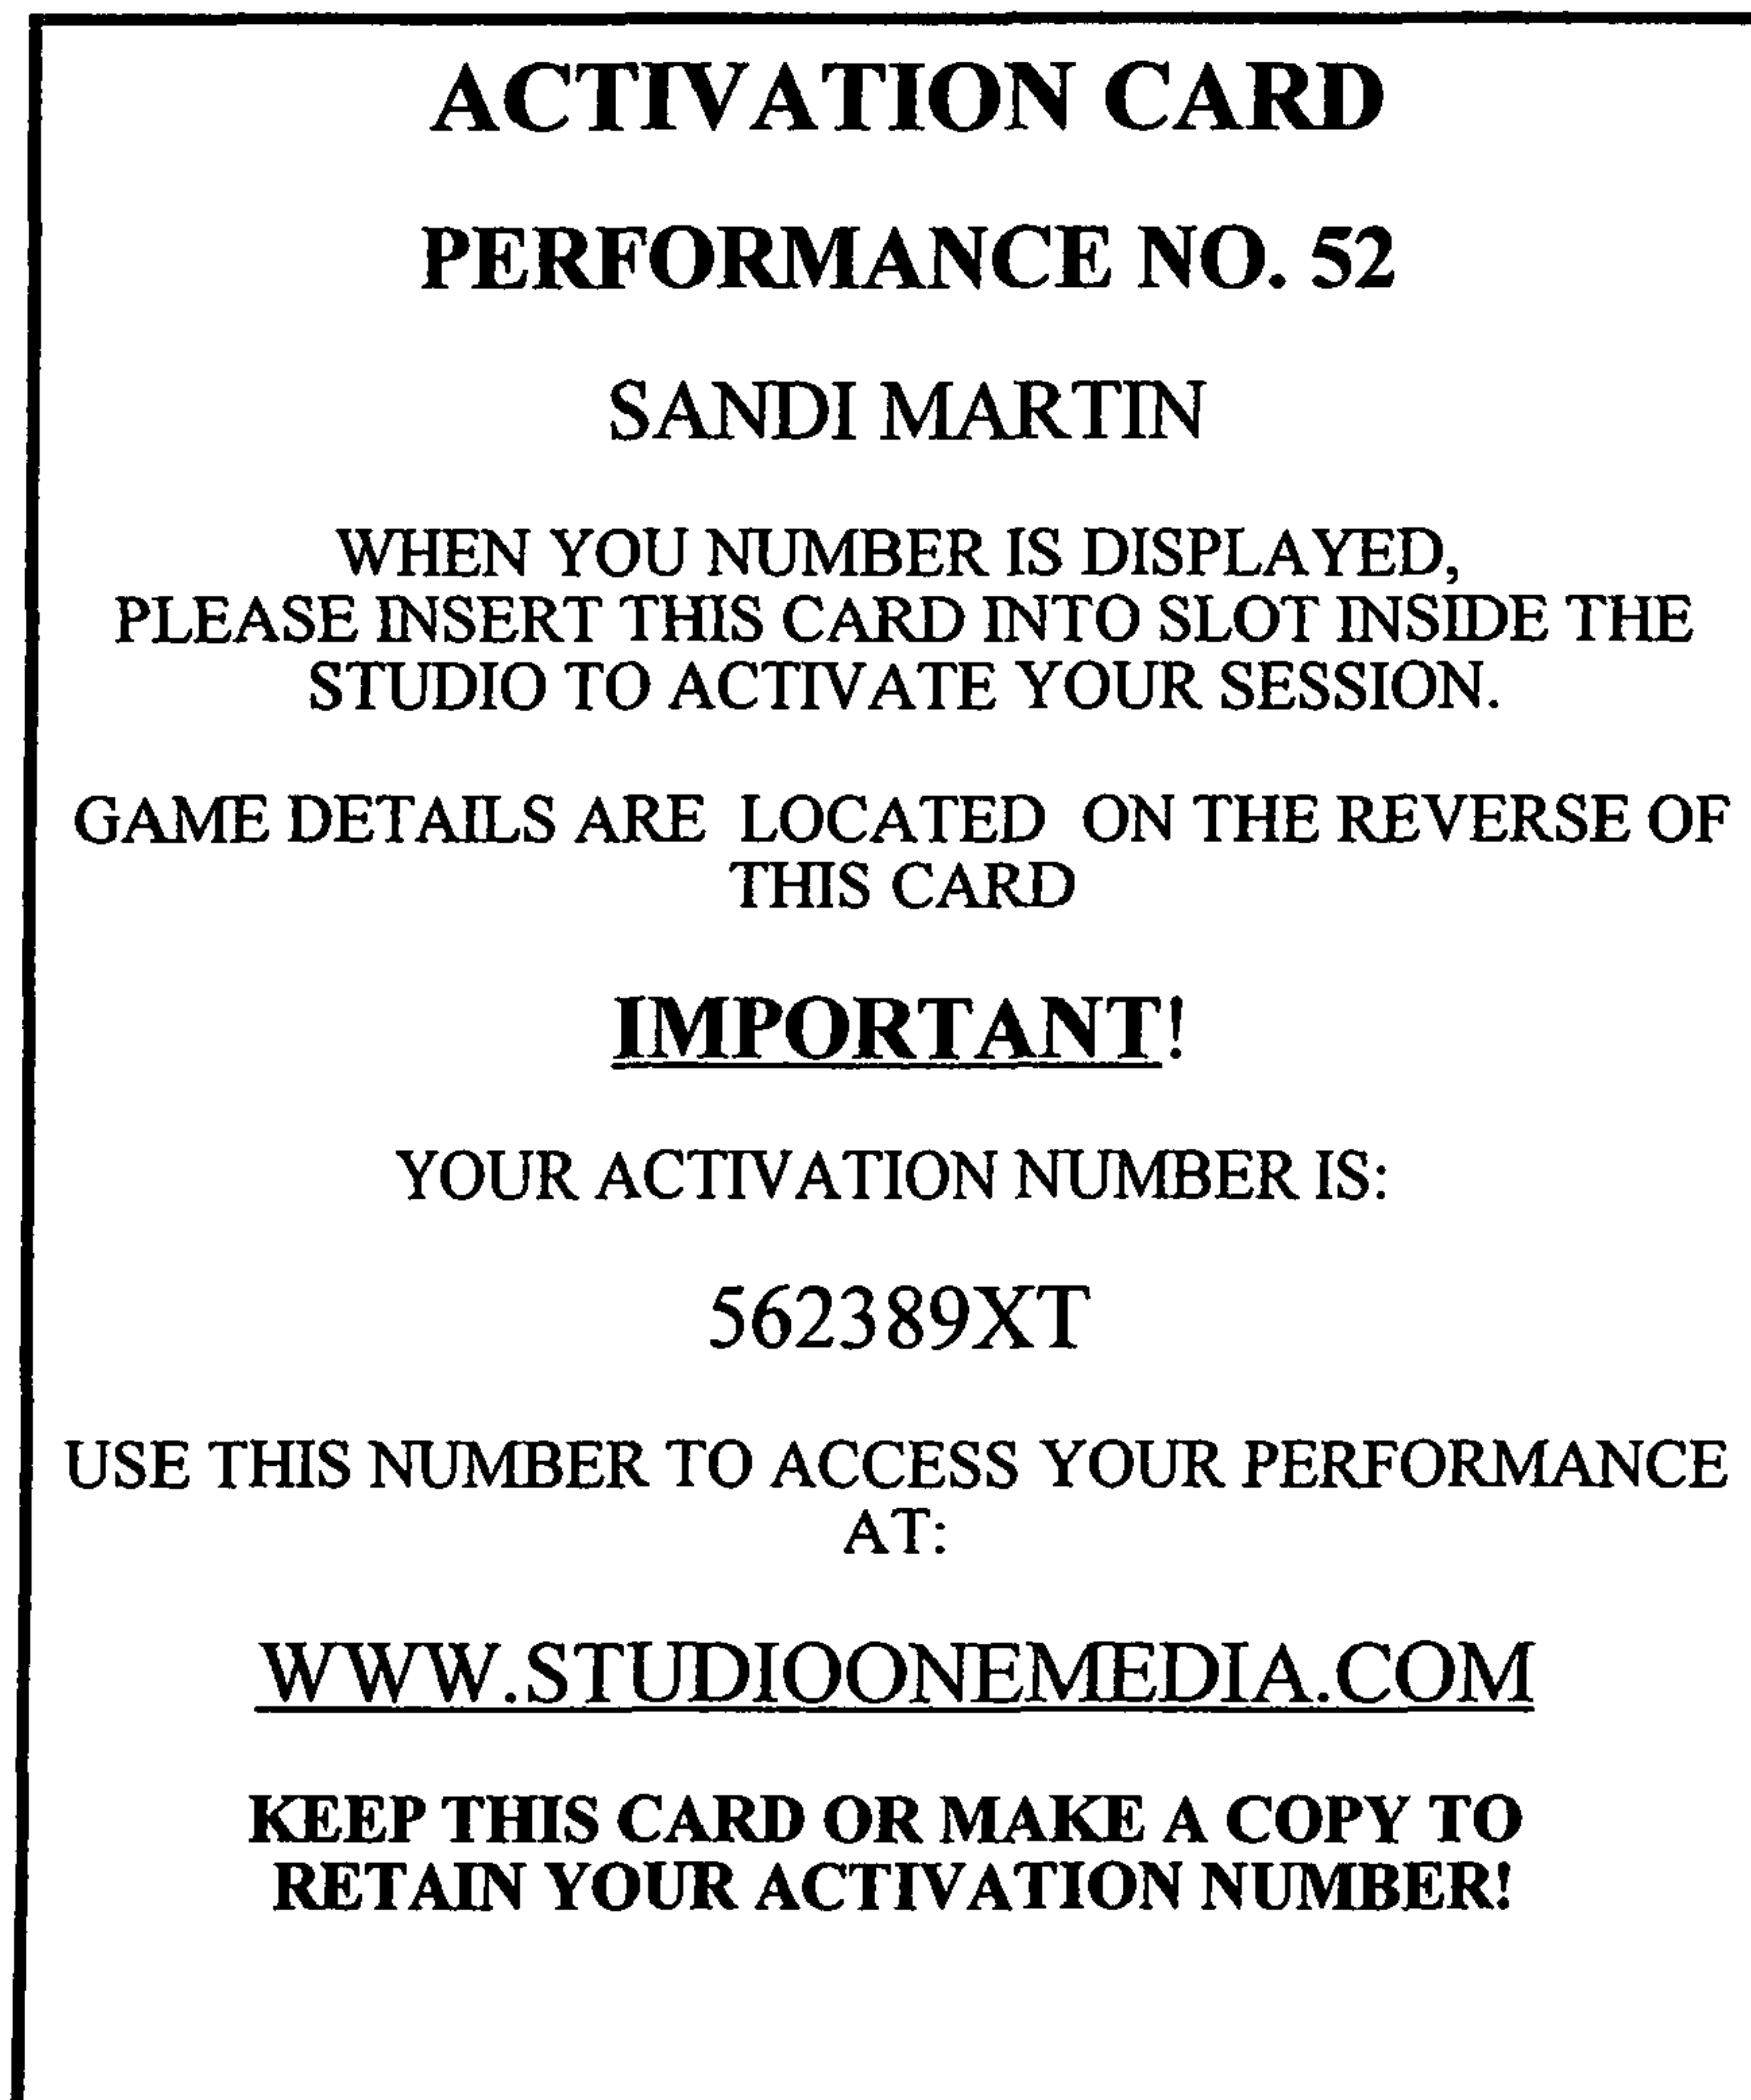 ACTIVATION CARD
PERFORMANCE NO. 52
SANDI MARTIN
WHEN YOU NUMBER IS DISPLAYED,
PLEASE INSERT THIS CARD INTO SLOT INSIDE THE
STUDIO TO ACTIVATE YOUR SESSION.
GAME DETAILS ARE LOCATED ON THE REVERSE OF
THIS CARD
IMPORTANT!
YOUR ACTIVATION NUMBER IS:
562389XT
USE THIS NUMBER TO ACCESS YOUR PERFORMANCE
AT:
WWW.STUDIOONEMEDIA.COM
KEEP THIS CARD OR MAKE A COPY TO
RETAIN YOUR ACTIVATION NUMBER!